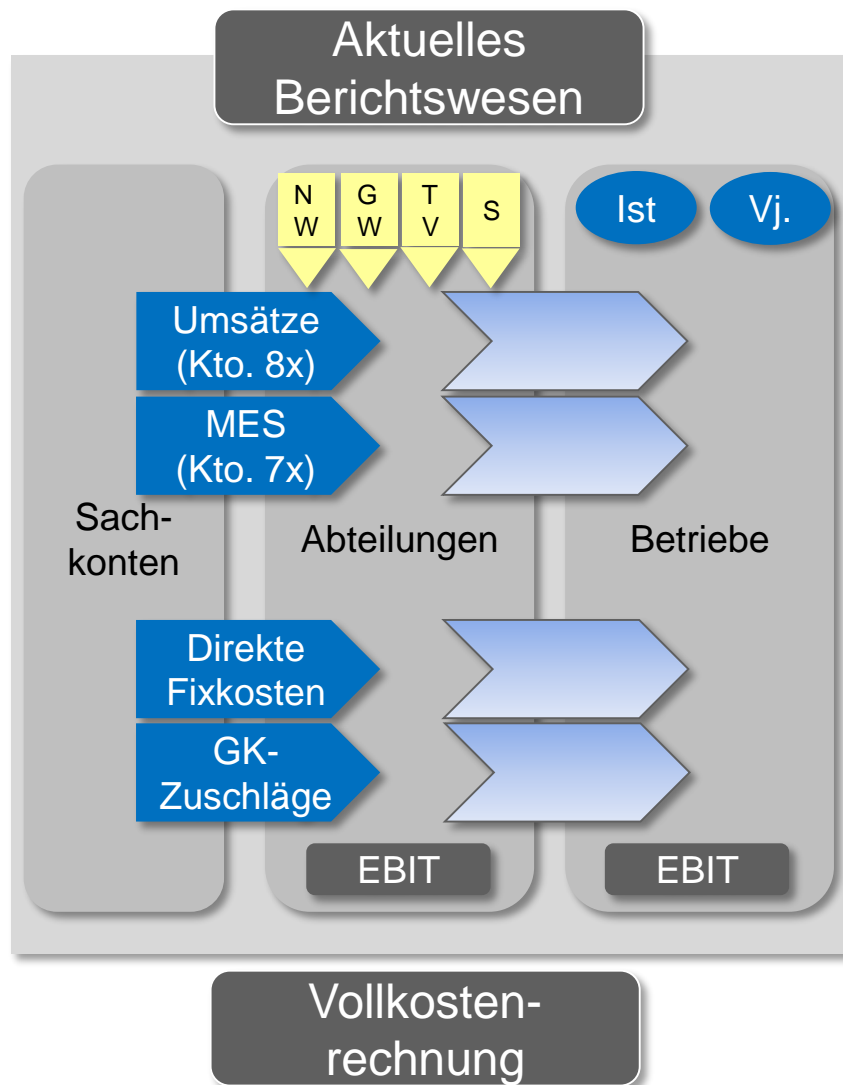 Aktuelles
Berichtswesen
N
W
G
W
T
V
S
Ist
Vj.
Umsätze
(Kto. 8x)
MES
(Kto. 7x)
Sach-
konten
Abteilungen
Betriebe
Direkte
Fixkosten
GK-
Zuschläge
EBIT
EBIT
Vollkosten-
rechnung